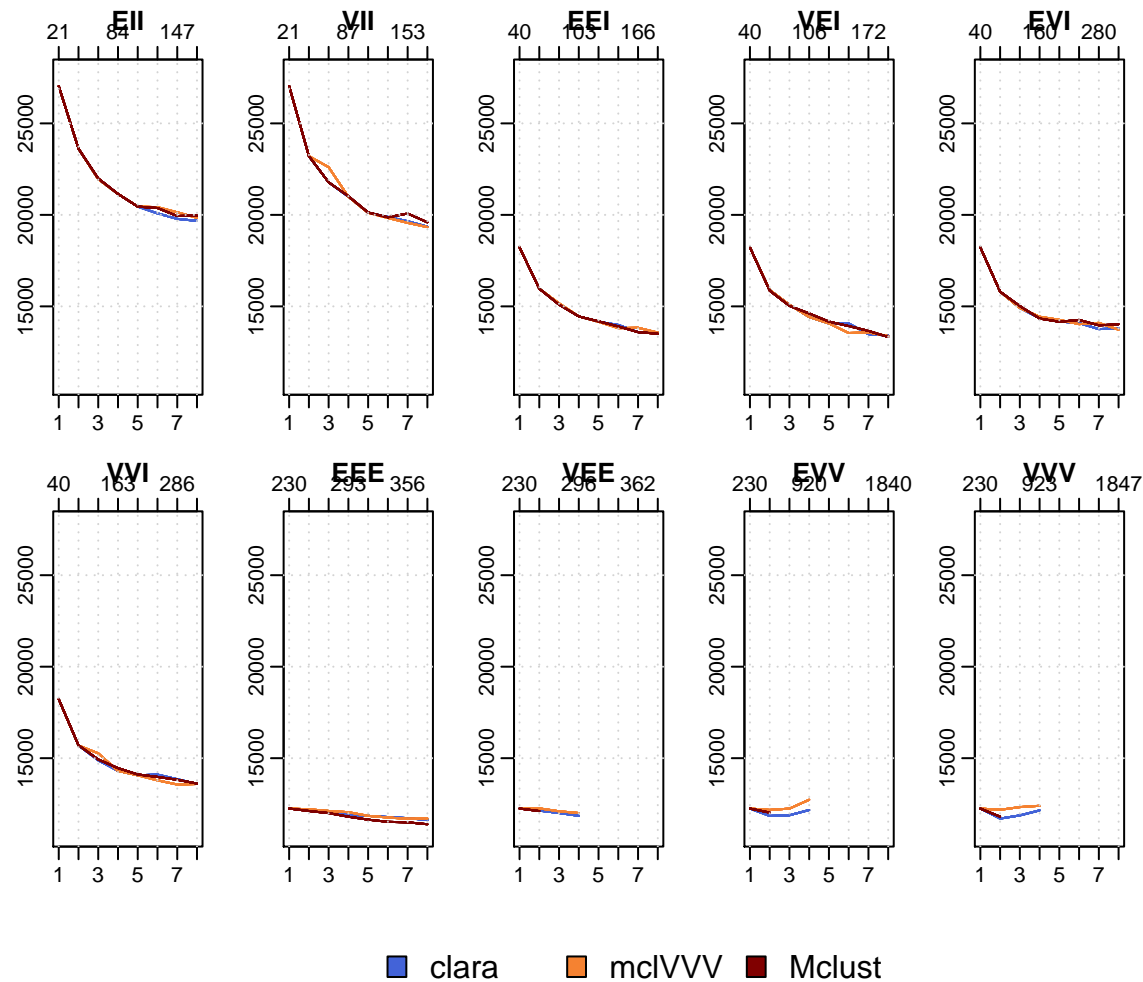 EII VII EEI VEI EVI
21 84 147 21 87 153 40 103 166 40 106 172 40 160 280
25000 25000 25000 25000 25000
20000 20000 20000 20000 20000
15000 15000 15000 15000 15000
1 3 5 7 1 3 5 7 1 3 5 7 1 3 5 7 1 3 5 7
VVI EEE VEE EVV VVV
40 163 286 230 293 356 230 296 362 230 920 1840 230 923 1847
25000 25000 25000 25000 25000
20000 20000 20000 20000 20000
15000 15000 15000 15000 15000
1 3 5 7 1 3 5 7 1 3 5 7 1 3 5 7 1 3 5 7
clara mclVVV Mclust